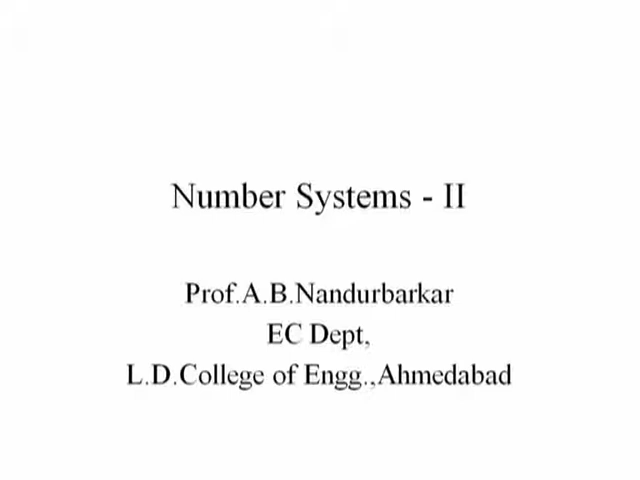 Number Systems - II
Prof.A.B.Nandurbarkar
EC Dept,
L.D.College of Engg.,Ahmedabad